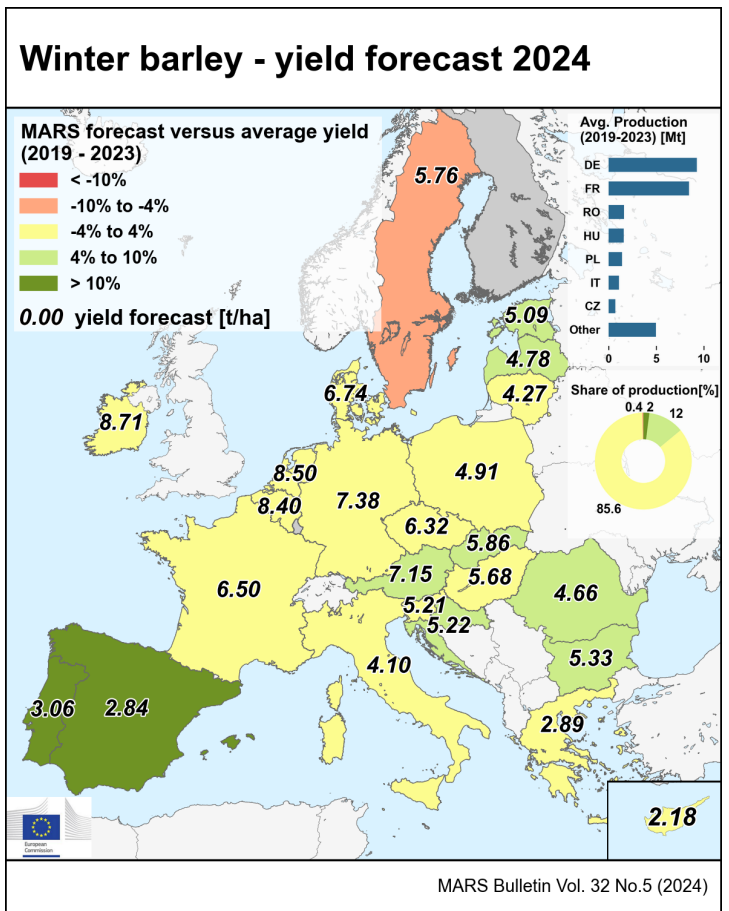 Winter barley - yield forecast 2024
MARS forecast versus average yield
(2019 - 2023)
< -10%
-10% to -4%
-4% to 4%
4% to 10%
> 10%
0.00 yield forecast [t/ha]
Avg. Production
(2019-2023) [Mt]
DE
FR
RO
HU
PL
IT
CZ
Other
0 5 10
Share of production[%]
0.4 2 12
85.6
5.76
5.09
4.78
4.27
6.74
8.71
8.50
8.40
7.38
4.91
6.32
5.86
7.15
5.68
6.50
5.21
5.22
4.66
5.33
4.10
3.06
2.84
2.89
2.18
European
Commission
MARS Bulletin Vol. 32 No.5 (2024)